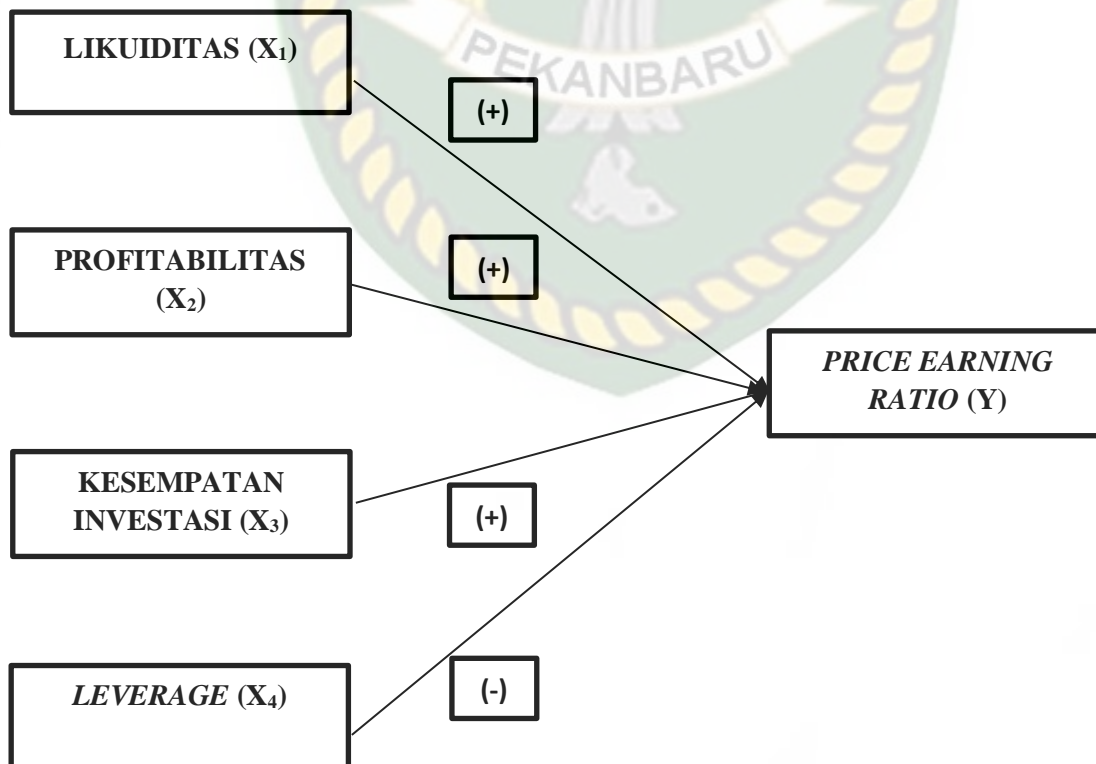 PEKANBARU
LIKUIDITAS (X₁)
(+)
PROFITABILITAS
(X₂)
(+)
PRICE EARNING
RATIO (Y)
KESEMPATAN
INVESTASI (X₃)
(+)
LEVERAGE (X₄)
(-)